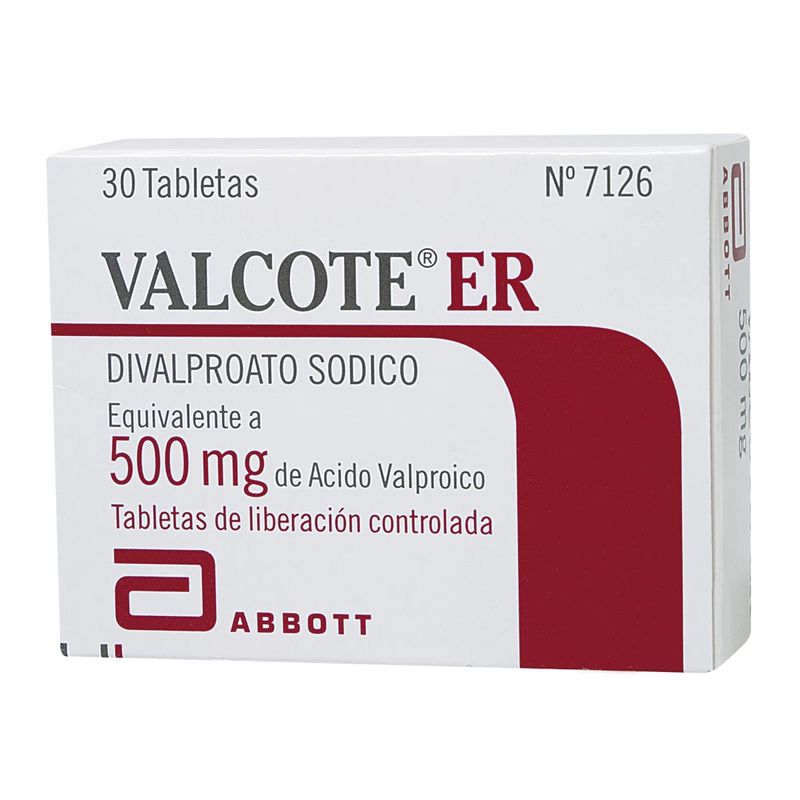 30 Tabletas
Nº 7126
VALCOTE® ER
DIVALPROATO SODICO
Equivalente a
500 mg de Acido Valproico
Tabletas de liberación controlada
ABBOTT
ABBOTT
500 mg